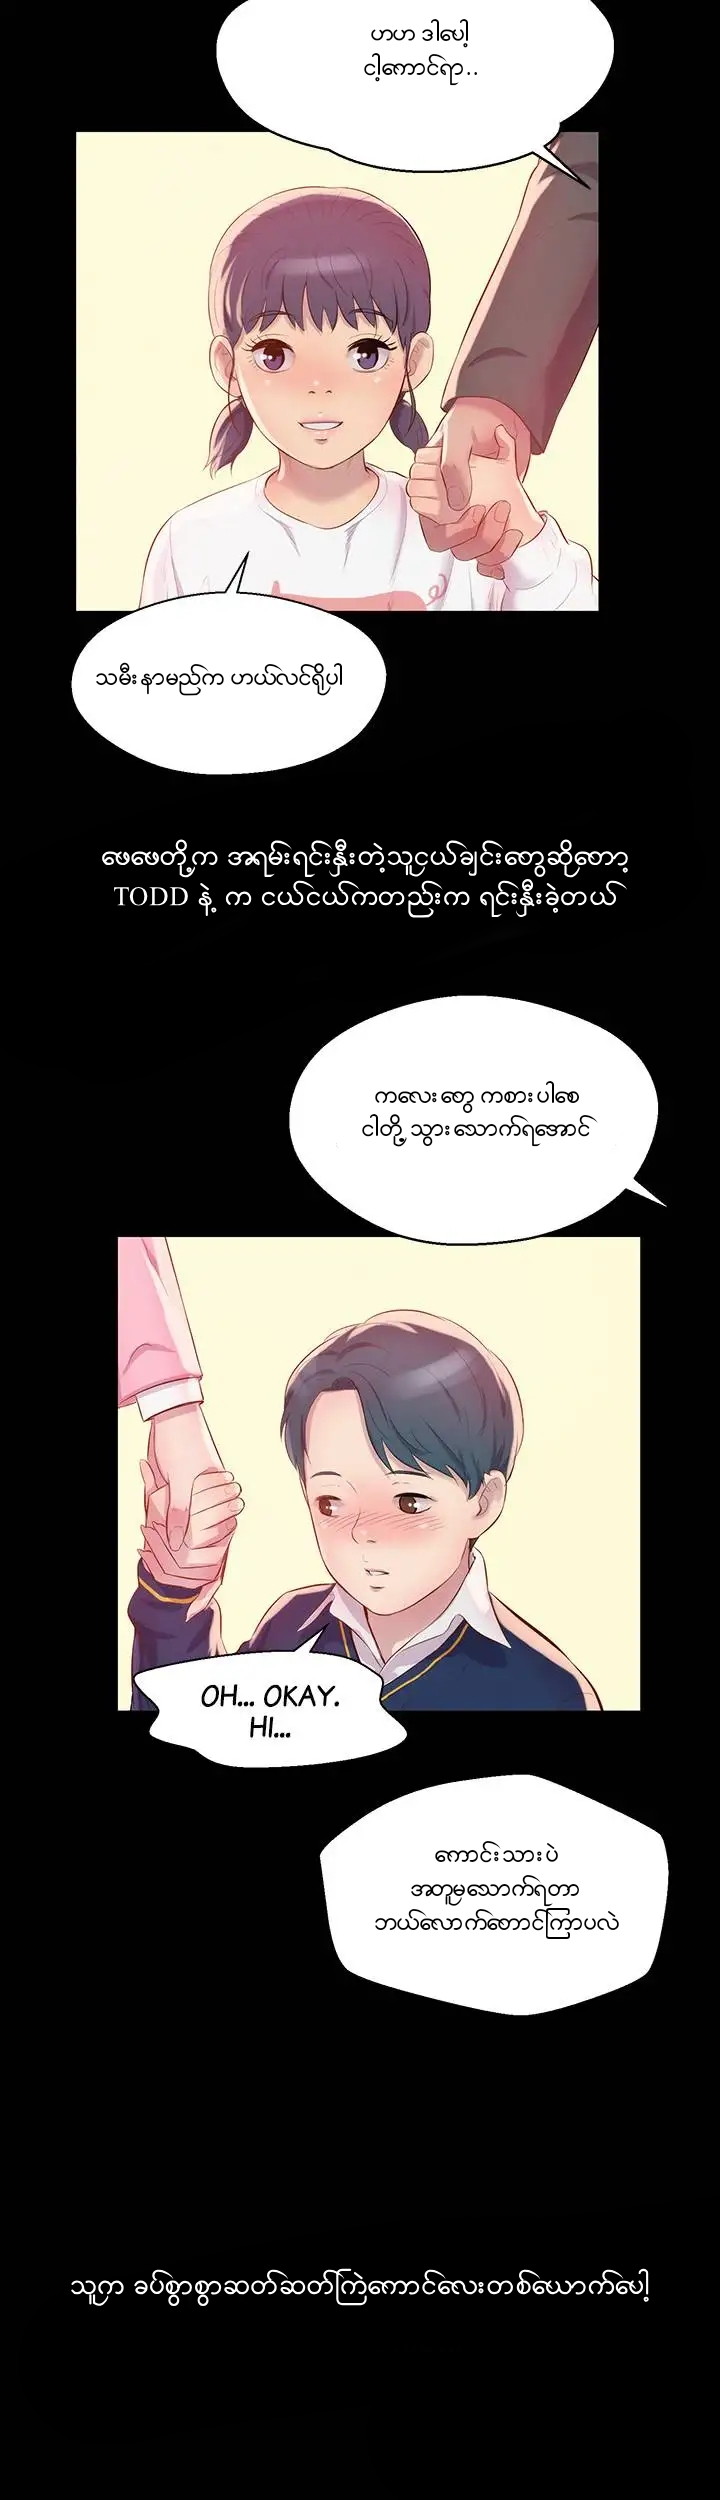 ဟဟ ဒါပေါ့
ငါ့ကောင်ရာ..
သမီးနာမည်က ဟယ်လင်ရှိပါ
ဖေဖေတို့က အရမ်းရင်းနှီးတဲ့သူငယ်ချင်းတွေဆိုတော့
TODD နဲ့ က ငယ်ငယ်ကတည်းက ရင်းနှီးခဲ့တယ်
ကလေးတွေ ကစားပါစေ
ငါတို့ သွားသောက်ရအောင်
OH... OKAY.
HI...
ကောင်းသားပဲ
အတူမသောက်ရတာ
ဘယ်လောက်တောင်ကြာပလဲ
သူက ခပ်စွာစွာဆတ်ဆတ်ကြဲကောင်လေးတစ်ယောက်ပေါ့